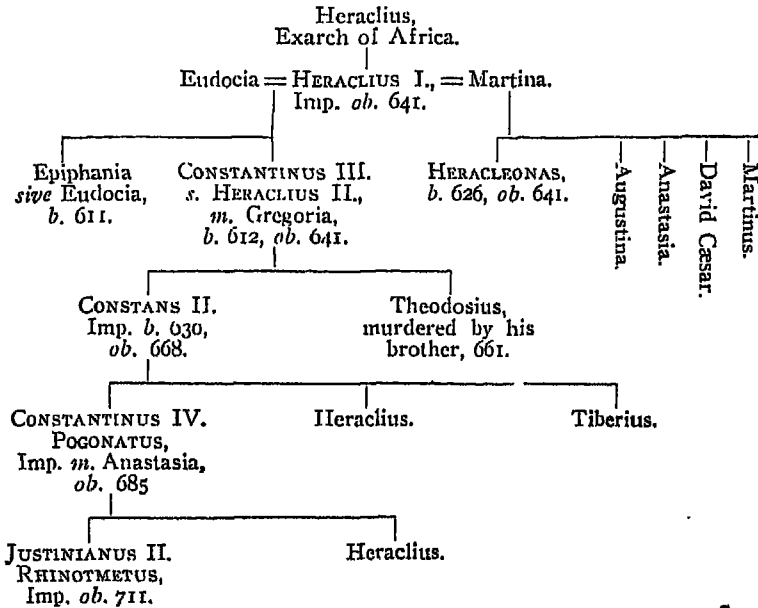 Heraclius,
Exarch of Africa.
Eudocia = HERACLIUS I., = Martina.
Imp. ob. 641.
Epiphania
sive Eudocia,
b. 611.
CONSTANTINUS III.
s. HERACLIUS II.,
m. Gregoria,
b. 612, ob. 641.
HERACLEONAS,
b. 626, ob. 641.
Augustina.
Anastasia.
David Cæsar.
Martinus.
CONSTANS II.
Imp. b. 630,
ob. 668.
Theodosius,
murdered by his
brother, 661.
CONSTANTINUS IV.
POGONATUS,
Imp. m. Anastasia,
ob. 685
Heraclius.
Tiberius.
JUSTINIANUS II.
RHINOTMETUS,
Imp. ob. 711.
Heraclius.